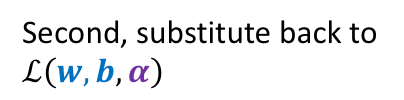 Second, substitute back to
ℒ(w, b, α)